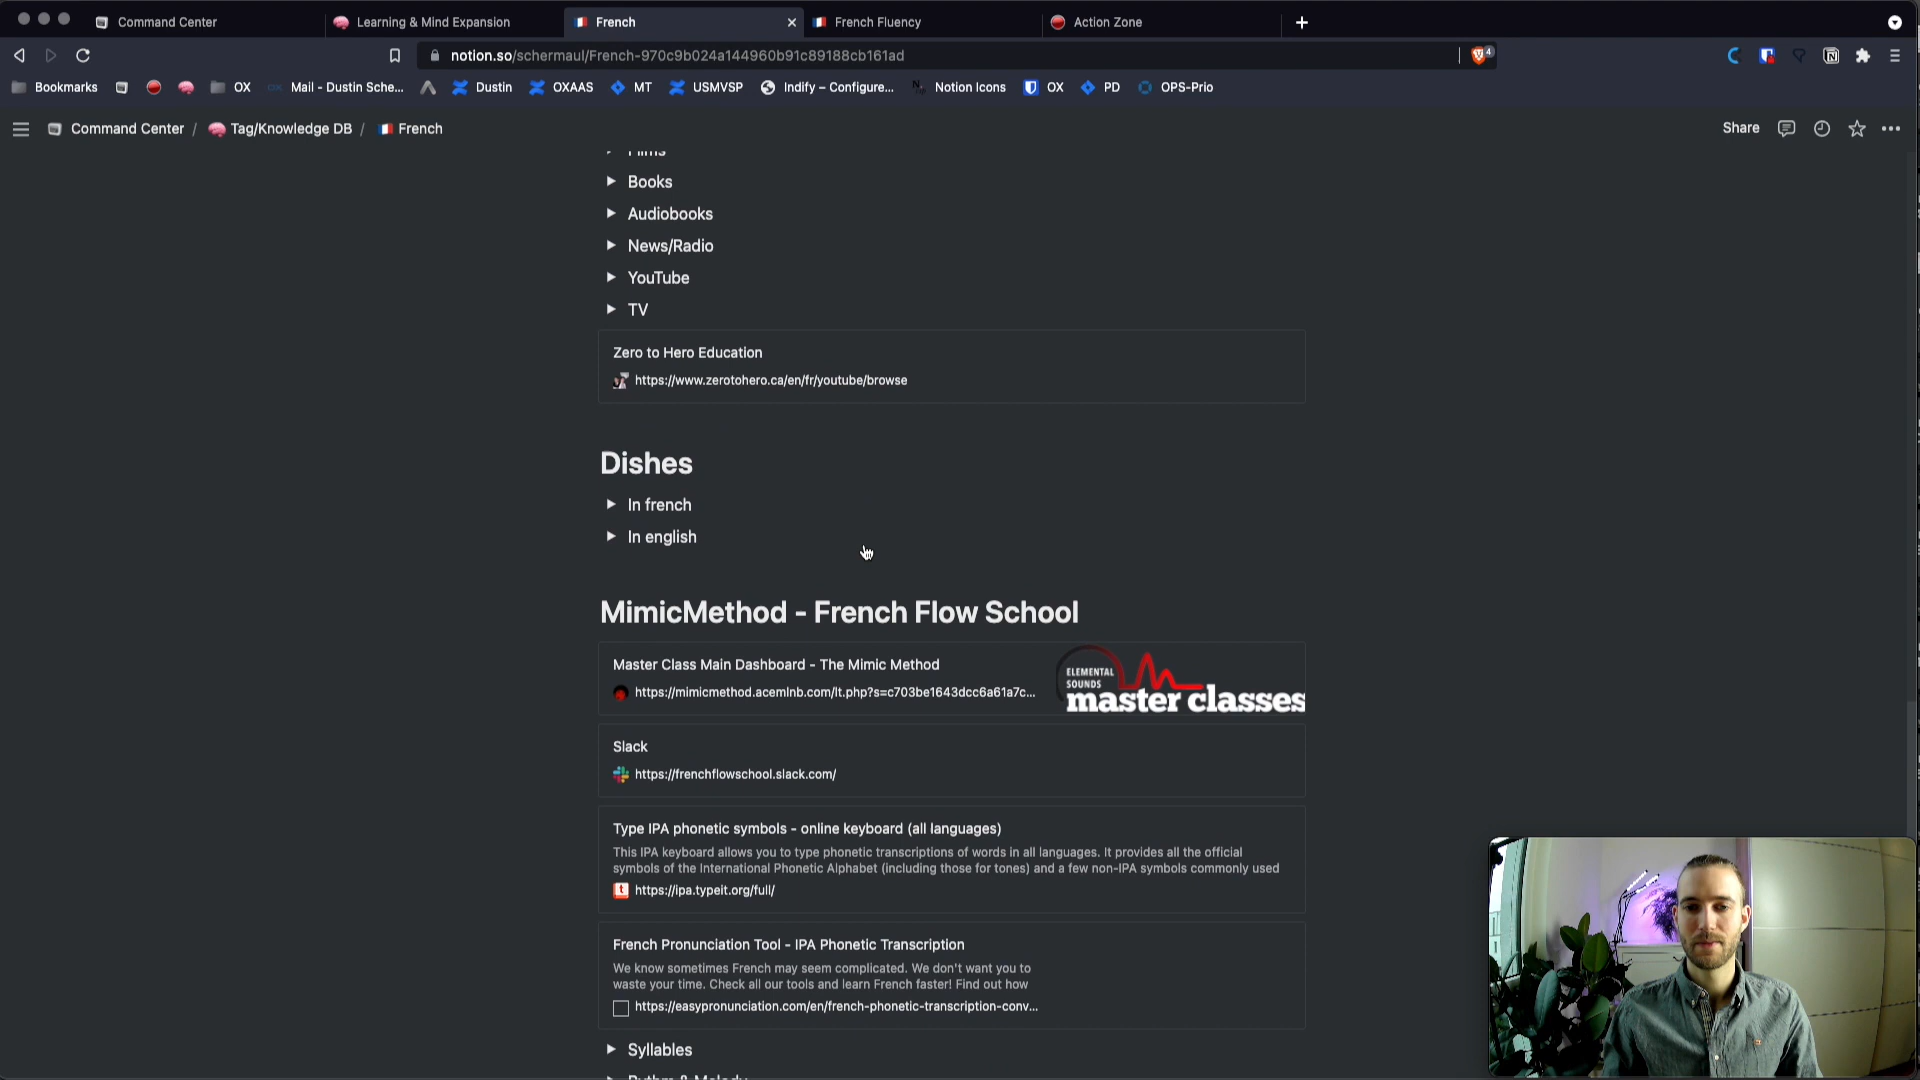 Command Center
Learning & Mind Expansion
French
French Fluency
Action Zone
notion.so/schermaul/French-970c9b024a144960b91c89188cb161ad
4
Bookmarks
OX
Mail - Dustin Sche...
Dustin
OXAAS
MT
USMVSP
Indify – Configure...
Notion Icons
OX
PD
OPS-Prio
Command Center / Tag/Knowledge DB / French
Share
Films
Books
Audiobooks
News/Radio
YouTube
TV
Zero to Hero Education
https://www.zerotohero.ca/en/fr/youtube/browse
Dishes
In french
In english
MimicMethod - French Flow School
Master Class Main Dashboard - The Mimic Method
https://mimicmethod.acemlnb.com/lt.php?s=c703be1643dcc6a61a7c...
ELEMENTAL
SOUNDS
master classes
Slack
https://frenchflowschool.slack.com/
Type IPA phonetic symbols - online keyboard (all languages)
This IPA keyboard allows you to type phonetic transcriptions of words in all languages. It provides all the official
symbols of the International Phonetic Alphabet (including those for tones) and a few non-IPA symbols commonly used
https://ipa.typeit.org/full/
French Pronunciation Tool - IPA Phonetic Transcription
We know sometimes French may seem complicated. We don't want you to
waste your time. Check all our tools and learn French faster! Find out how
https://easypronunciation.com/en/french-phonetic-transcription-conv...
Syllables